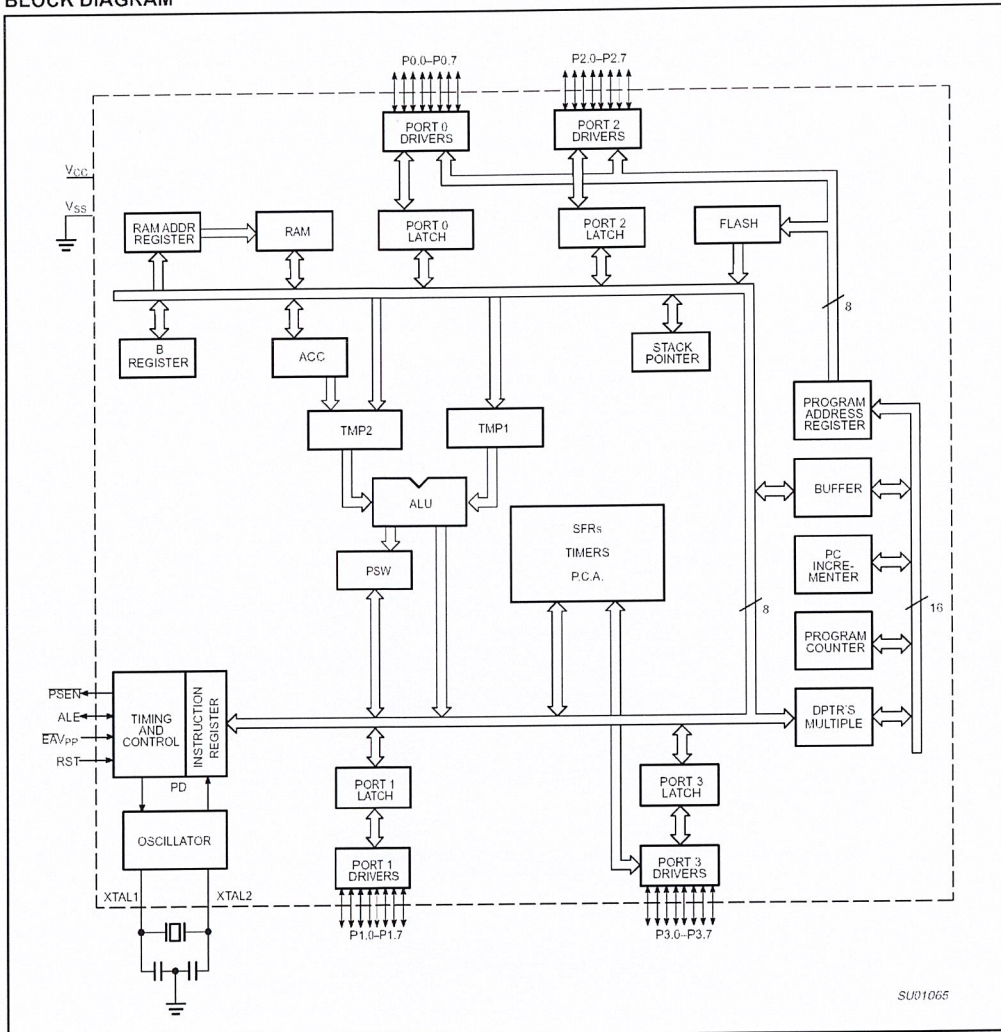 BLOCK DIAGRAM
P0.0–P0.7
P2.0–P2.7
PORT 0
DRIVERS
PORT 2
DRIVERS
VCC
VSS
RAM ADDR
REGISTER
RAM
PORT 0
LATCH
PORT 2
LATCH
FLASH
8
B
REGISTER
ACC
STACK
POINTER
PROGRAM
ADDRESS
REGISTER
TMP2
TMP1
BUFFER
ALU
SFRs
TIMERS
P.C.A.
PSW
PC
INCRE-
MENTER
8
16
PROGRAM
COUNTER
PSEN
ALE
EAVPP
RST
TIMING
AND
CONTROL
INSTRUCTION
REGISTER
DPTR'S
MULTIPLE
PD
PORT 1
LATCH
PORT 3
LATCH
OSCILLATOR
PORT 1
DRIVERS
PORT 3
DRIVERS
XTAL1
XTAL2
P1.0–P1.7
P3.0–P3.7
SU01065